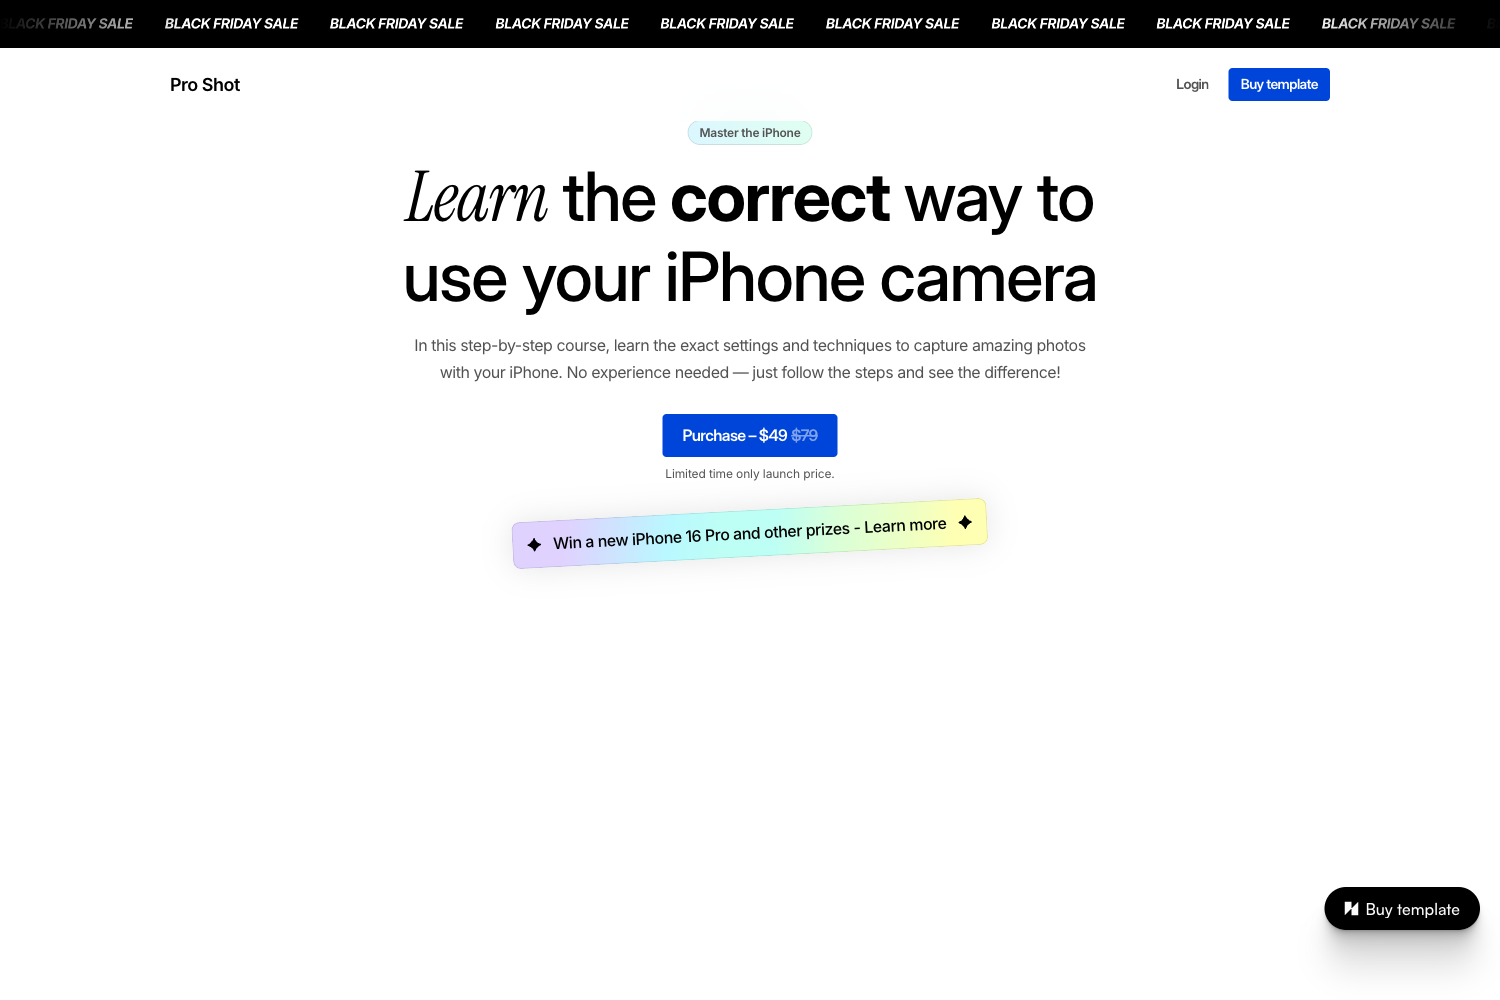 BLACK FRIDAY SALE BLACK FRIDAY SALE BLACK FRIDAY SALE BLACK FRIDAY SALE BLACK FRIDAY SALE BLACK FRIDAY SALE BLACK FRIDAY SALE BLACK FRIDAY SALE BLACK FRIDAY SALE
Pro Shot
Login
Buy template
Master the iPhone
Learn the correct way to
use your iPhone camera
In this step-by-step course, learn the exact settings and techniques to capture amazing photos
with your iPhone. No experience needed — just follow the steps and see the difference!
Purchase – $49 $79
Limited time only launch price.
Win a new iPhone 16 Pro and other prizes - Learn more
Buy template